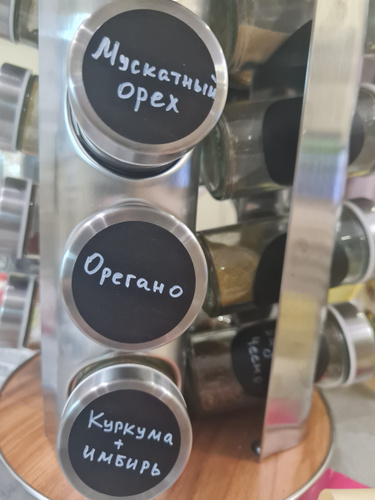 Мускатный
орех
Орегано
Куркума
+
имбирь